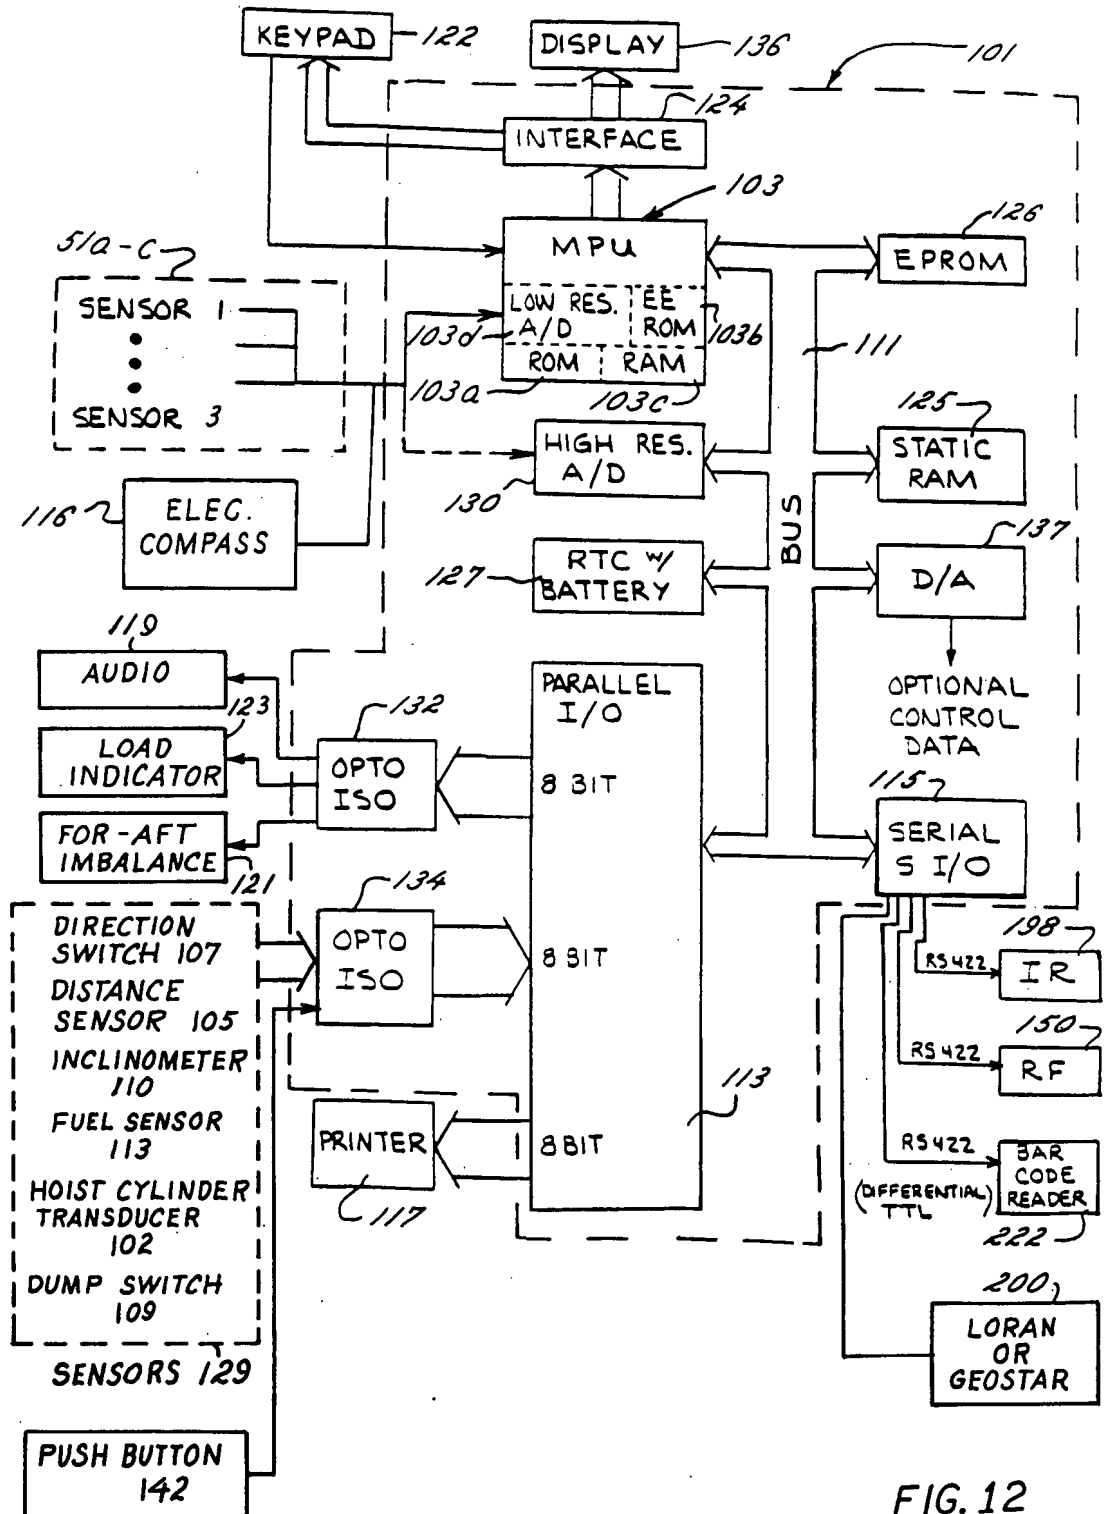 KEYPAD
122
DISPLAY
136
101
124
INTERFACE
103
MPU
126
EPROM
51a-c
SENSOR 1
SENSOR 3
LOW RES.
A/D
EE
ROM
103d
103b
ROM
RAM
103a
103c
111
BUS
125
STATIC
RAM
HIGH RES.
A/D
130
116
ELEC.
COMPASS
RTC W/
BATTERY
127
137
D/A
OPTIONAL
CONTROL
DATA
119
AUDIO
123
LOAD
INDICATOR
FOR-AFT
IMBALANCE
121
132
OPTO
ISO
PARALLEL
I/O
8 BIT
115
SERIAL
S I/O
134
OPTO
ISO
8 BIT
DIRECTION
SWITCH 107
DISTANCE
SENSOR 105
INCLINOMETER
110
FUEL SENSOR
113
HOIST CYLINDER
TRANSDUCER
102
DUMP SWITCH
109
SENSORS 129
PRINTER
117
8 BIT
113
RS422
198
IR
RS422
150
RF
RS422
(DIFFERENTIAL)
TTL
BAR
CODE
READER
222
200
LORAN
OR
GEOSTAR
PUSH BUTTON
142
FIG. 12